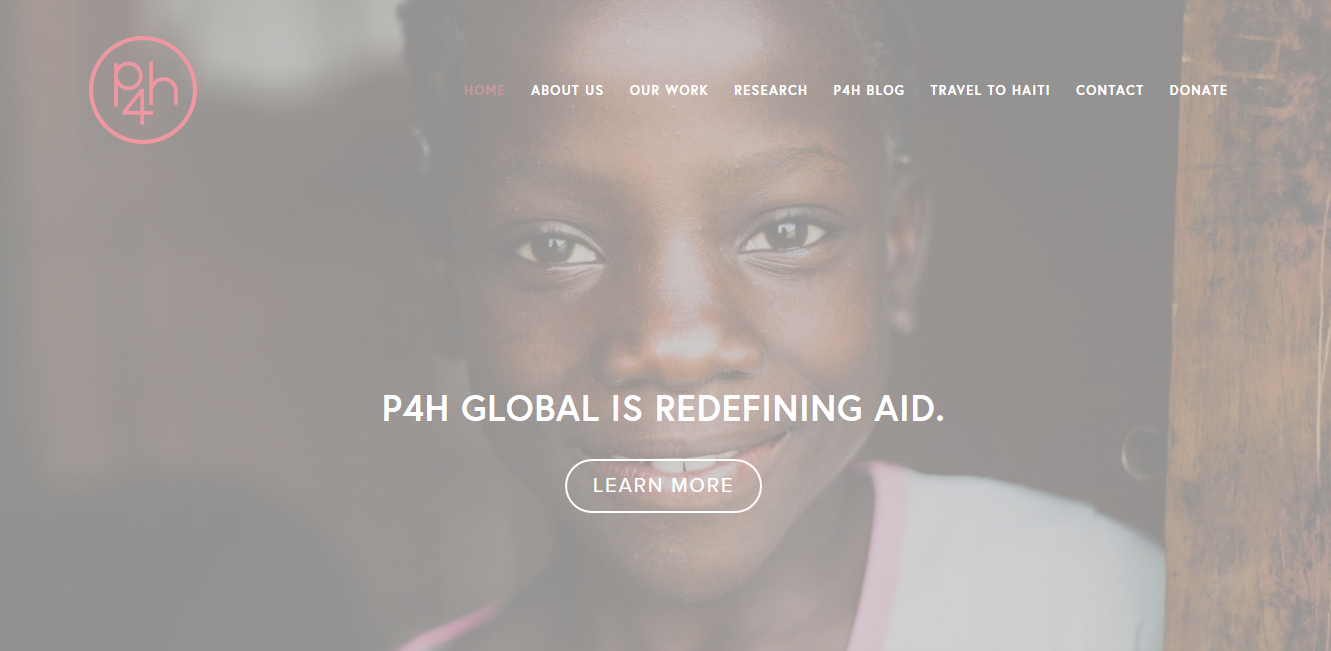 p4h
HOME ABOUT US OUR WORK RESEARCH P4H BLOG TRAVEL TO HAITI CONTACT DONATE
P4H GLOBAL IS REDEFINING AID.
LEARN MORE